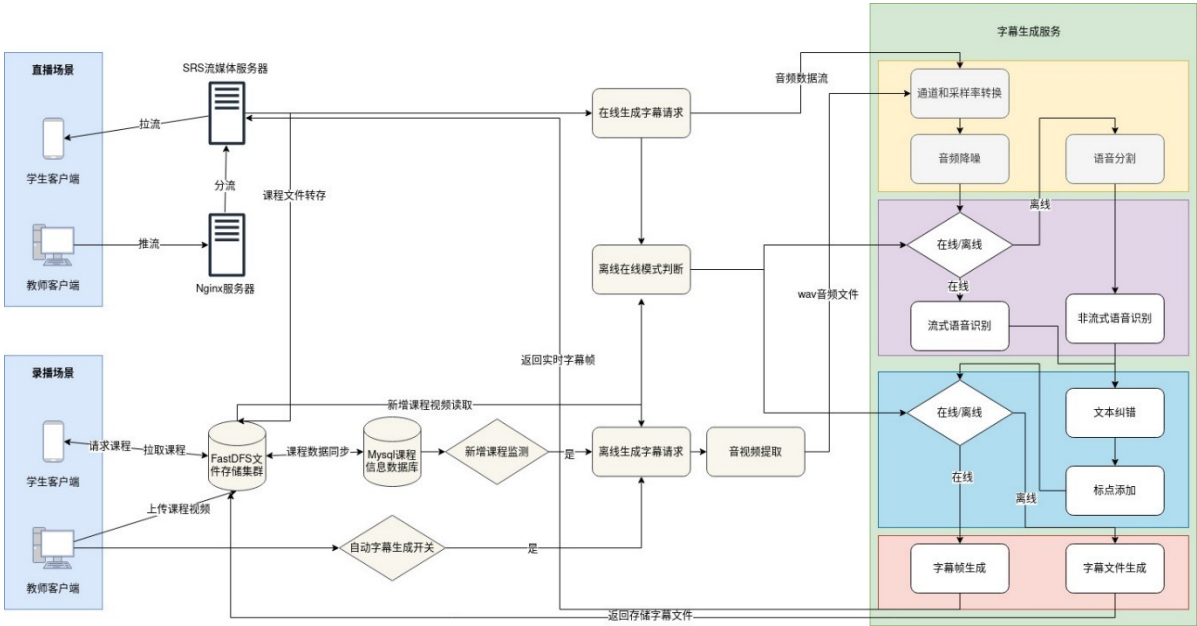 字幕生成服务
直播场景
SRS流媒体服务器
音频数据流
通道和采样率转换
拉流
在线生成字幕请求
学生客户端
分流
课程文件转存
音频降噪
语音分割
离线
推流
教师客户端
Nginx服务器
离线在线模式判断
在线/离线
在线
wav音频文件
流式语音识别
非流式语音识别
返回实时字幕帧
录播场景
新增课程视频读取
在线/离线
文本纠错
请求课程
拉取课程
FastDFS文
件存储集群
课程数据同步
Mysql课程
信息数据库
新增课程监测
是
离线生成字幕请求
音视频提取
学生客户端
在线
离线
标点添加
上传课程视频
自动字幕生成开关
是
教师客户端
字幕帧生成
字幕文件生成
返回存储字幕文件